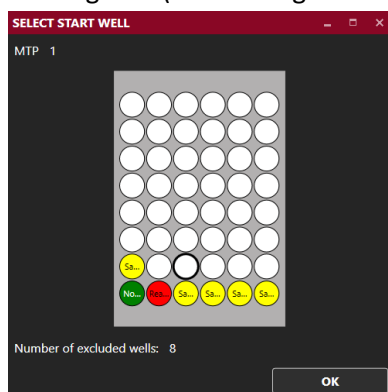 SELECT START WELL
MTP 1
Sa...
No... Rea... Sa... Sa... Sa... Sa...
Number of excluded wells: 8
OK